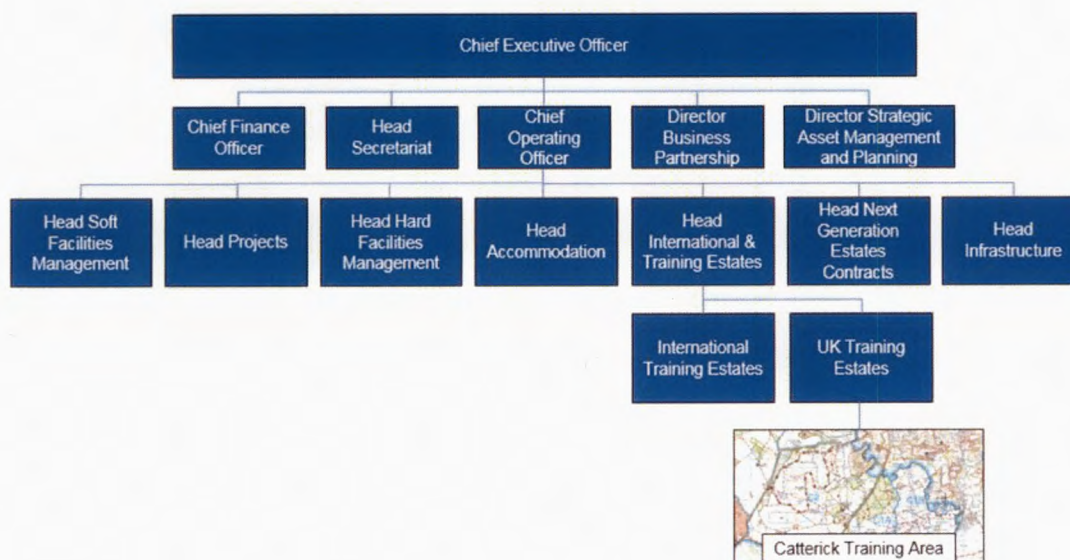 Chief Executive Officer
Chief Finance
Officer
Head
Secretariat
Chief
Operating
Officer
Director
Business
Partnership
Director Strategic
Asset Management
and Planning
Head Soft
Facilities
Management
Head Projects
Head Hard
Facilities
Management
Head
Accommodation
Head
International &
Training Estates
Head Next
Generation
Estates
Contracts
Head
Infrastructure
International
Training Estates
UK Training
Estates
Catterick Training Area